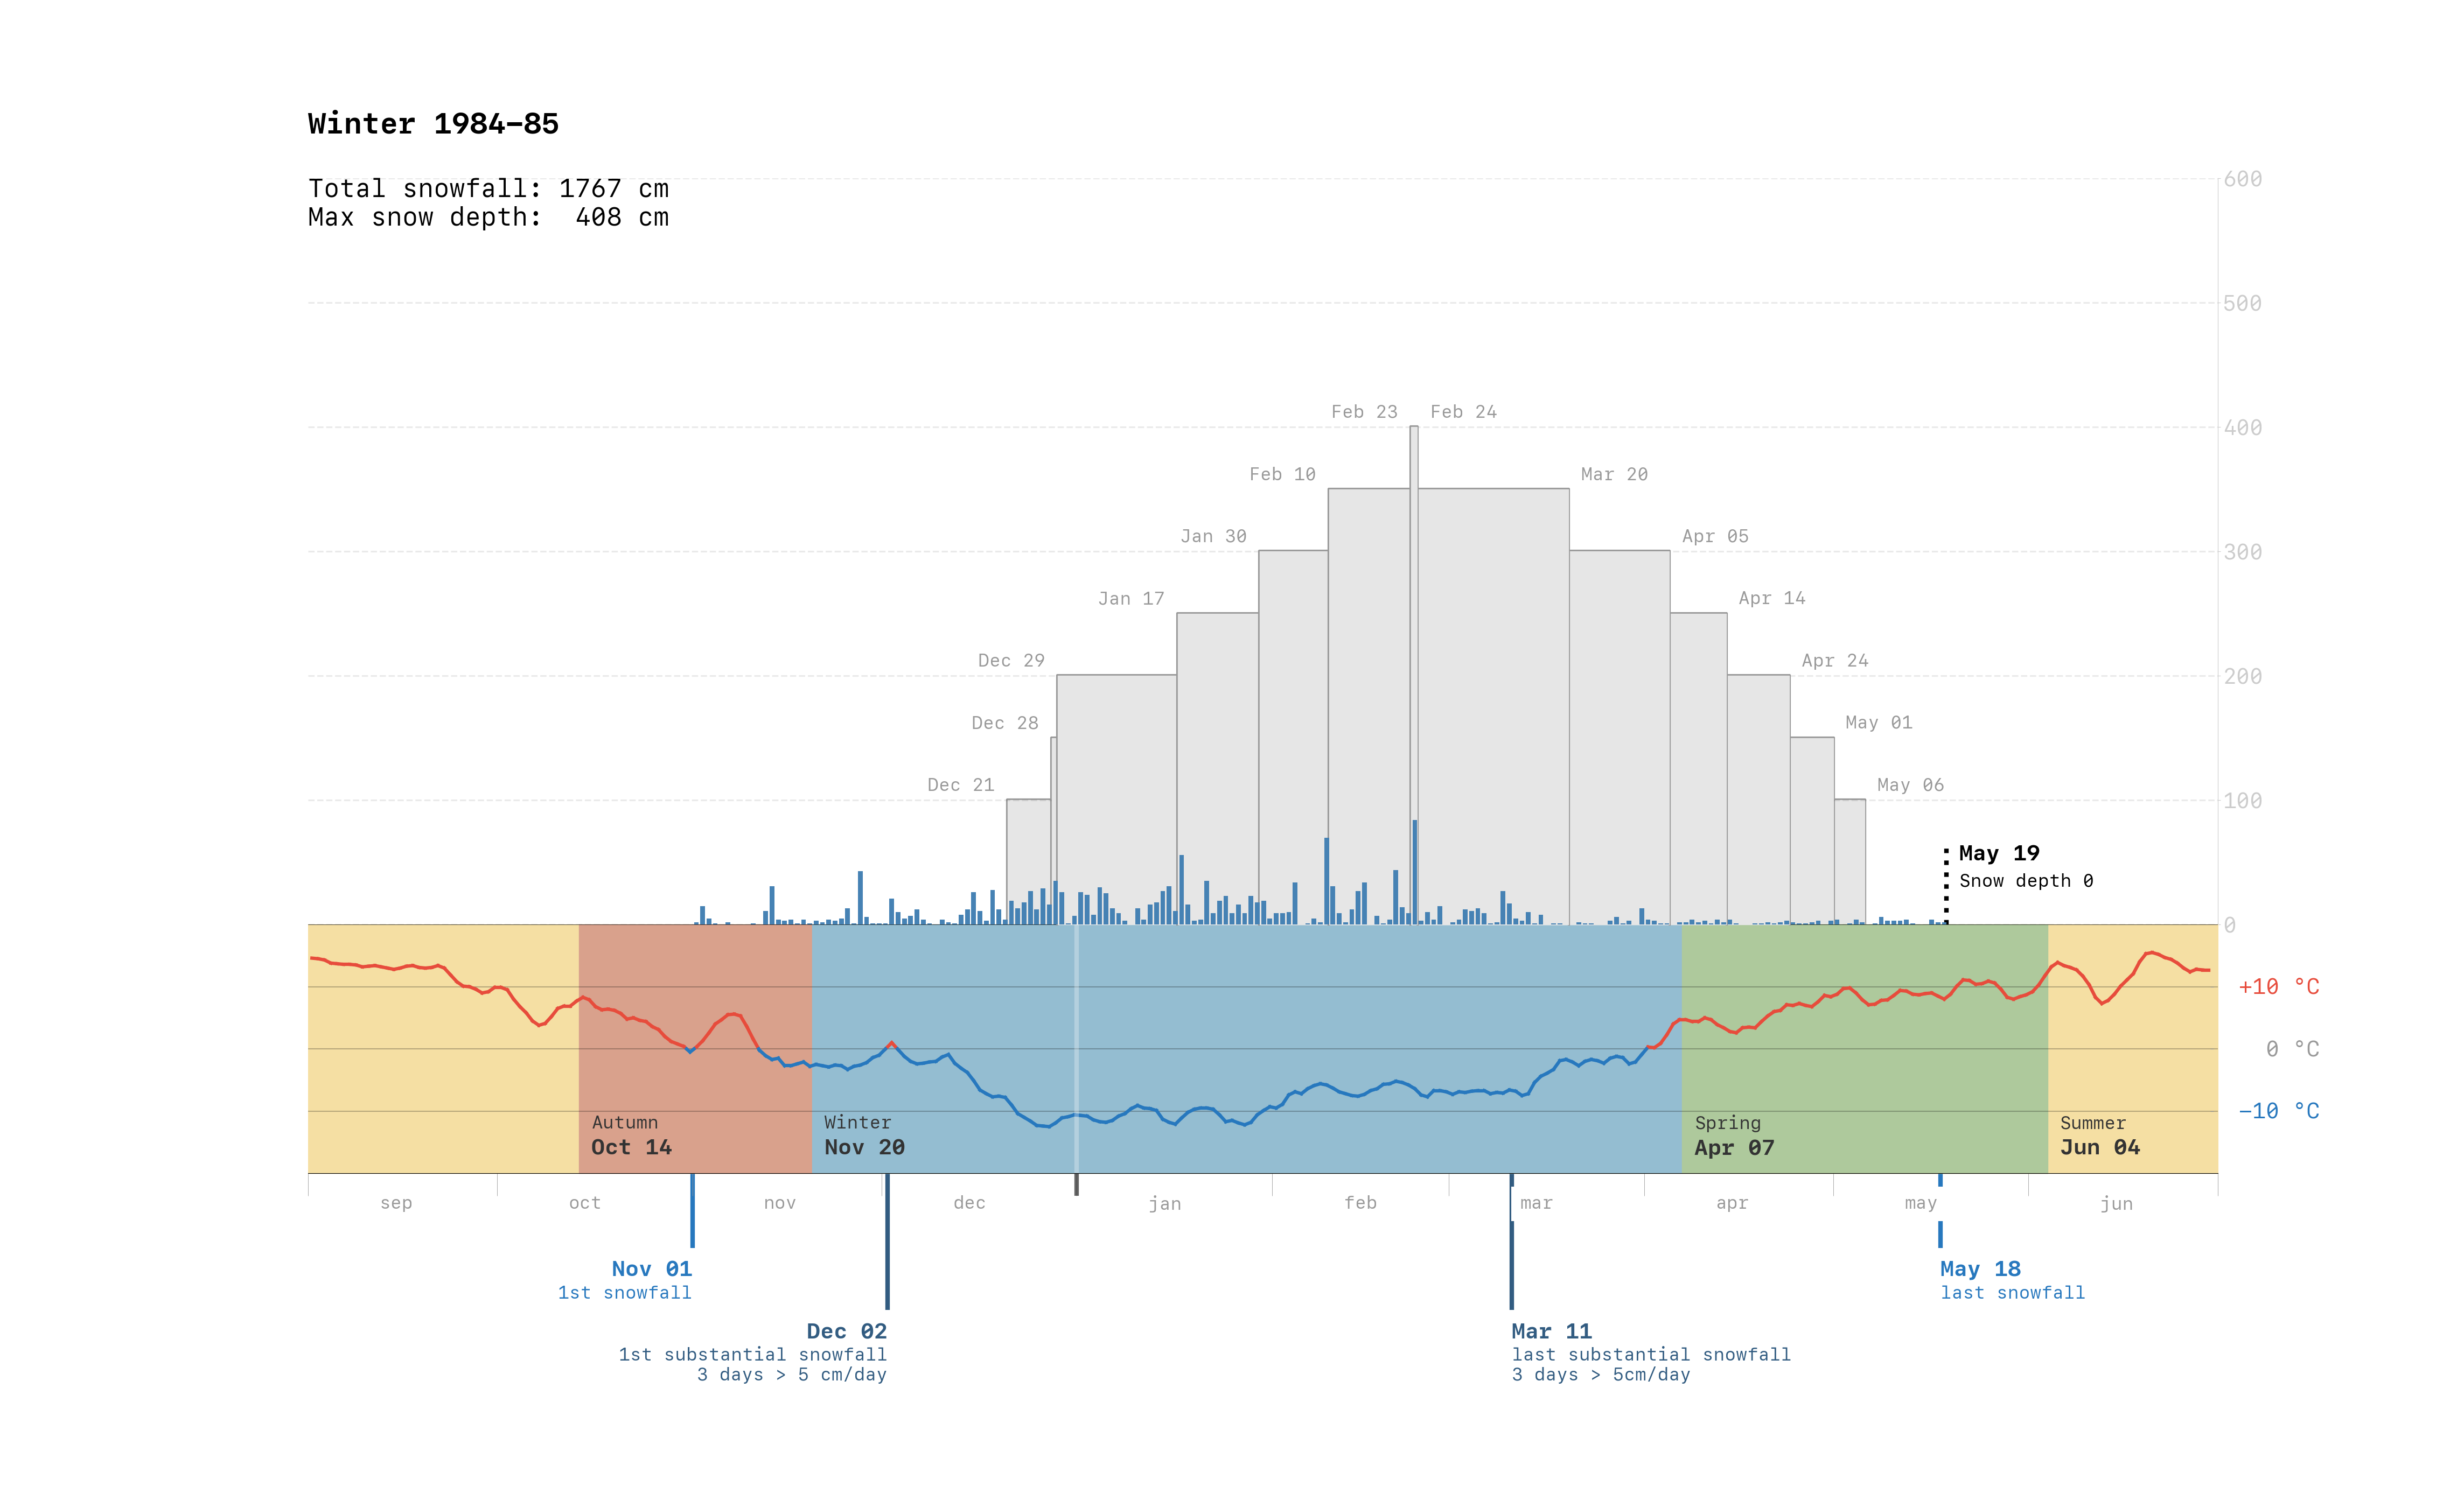 Winter 1984–85
Total snowfall: 1767 cm
Max snow depth:  408 cm
600
500
400
300
200
100
0
Feb 23
Feb 24
Feb 10
Mar 20
Jan 30
Apr 05
Jan 17
Apr 14
Dec 29
Apr 24
Dec 28
May 01
Dec 21
May 06
May 19
Snow depth 0
+10 °C
0 °C
−10 °C
Autumn
Oct 14
Winter
Nov 20
Spring
Apr 07
Summer
Jun 04
sep
oct
nov
dec
jan
feb
mar
apr
may
jun
Nov 01
1st snowfall
May 18
last snowfall
Dec 02
1st substantial snowfall
3 days > 5 cm/day
Mar 11
last substantial snowfall
3 days > 5cm/day